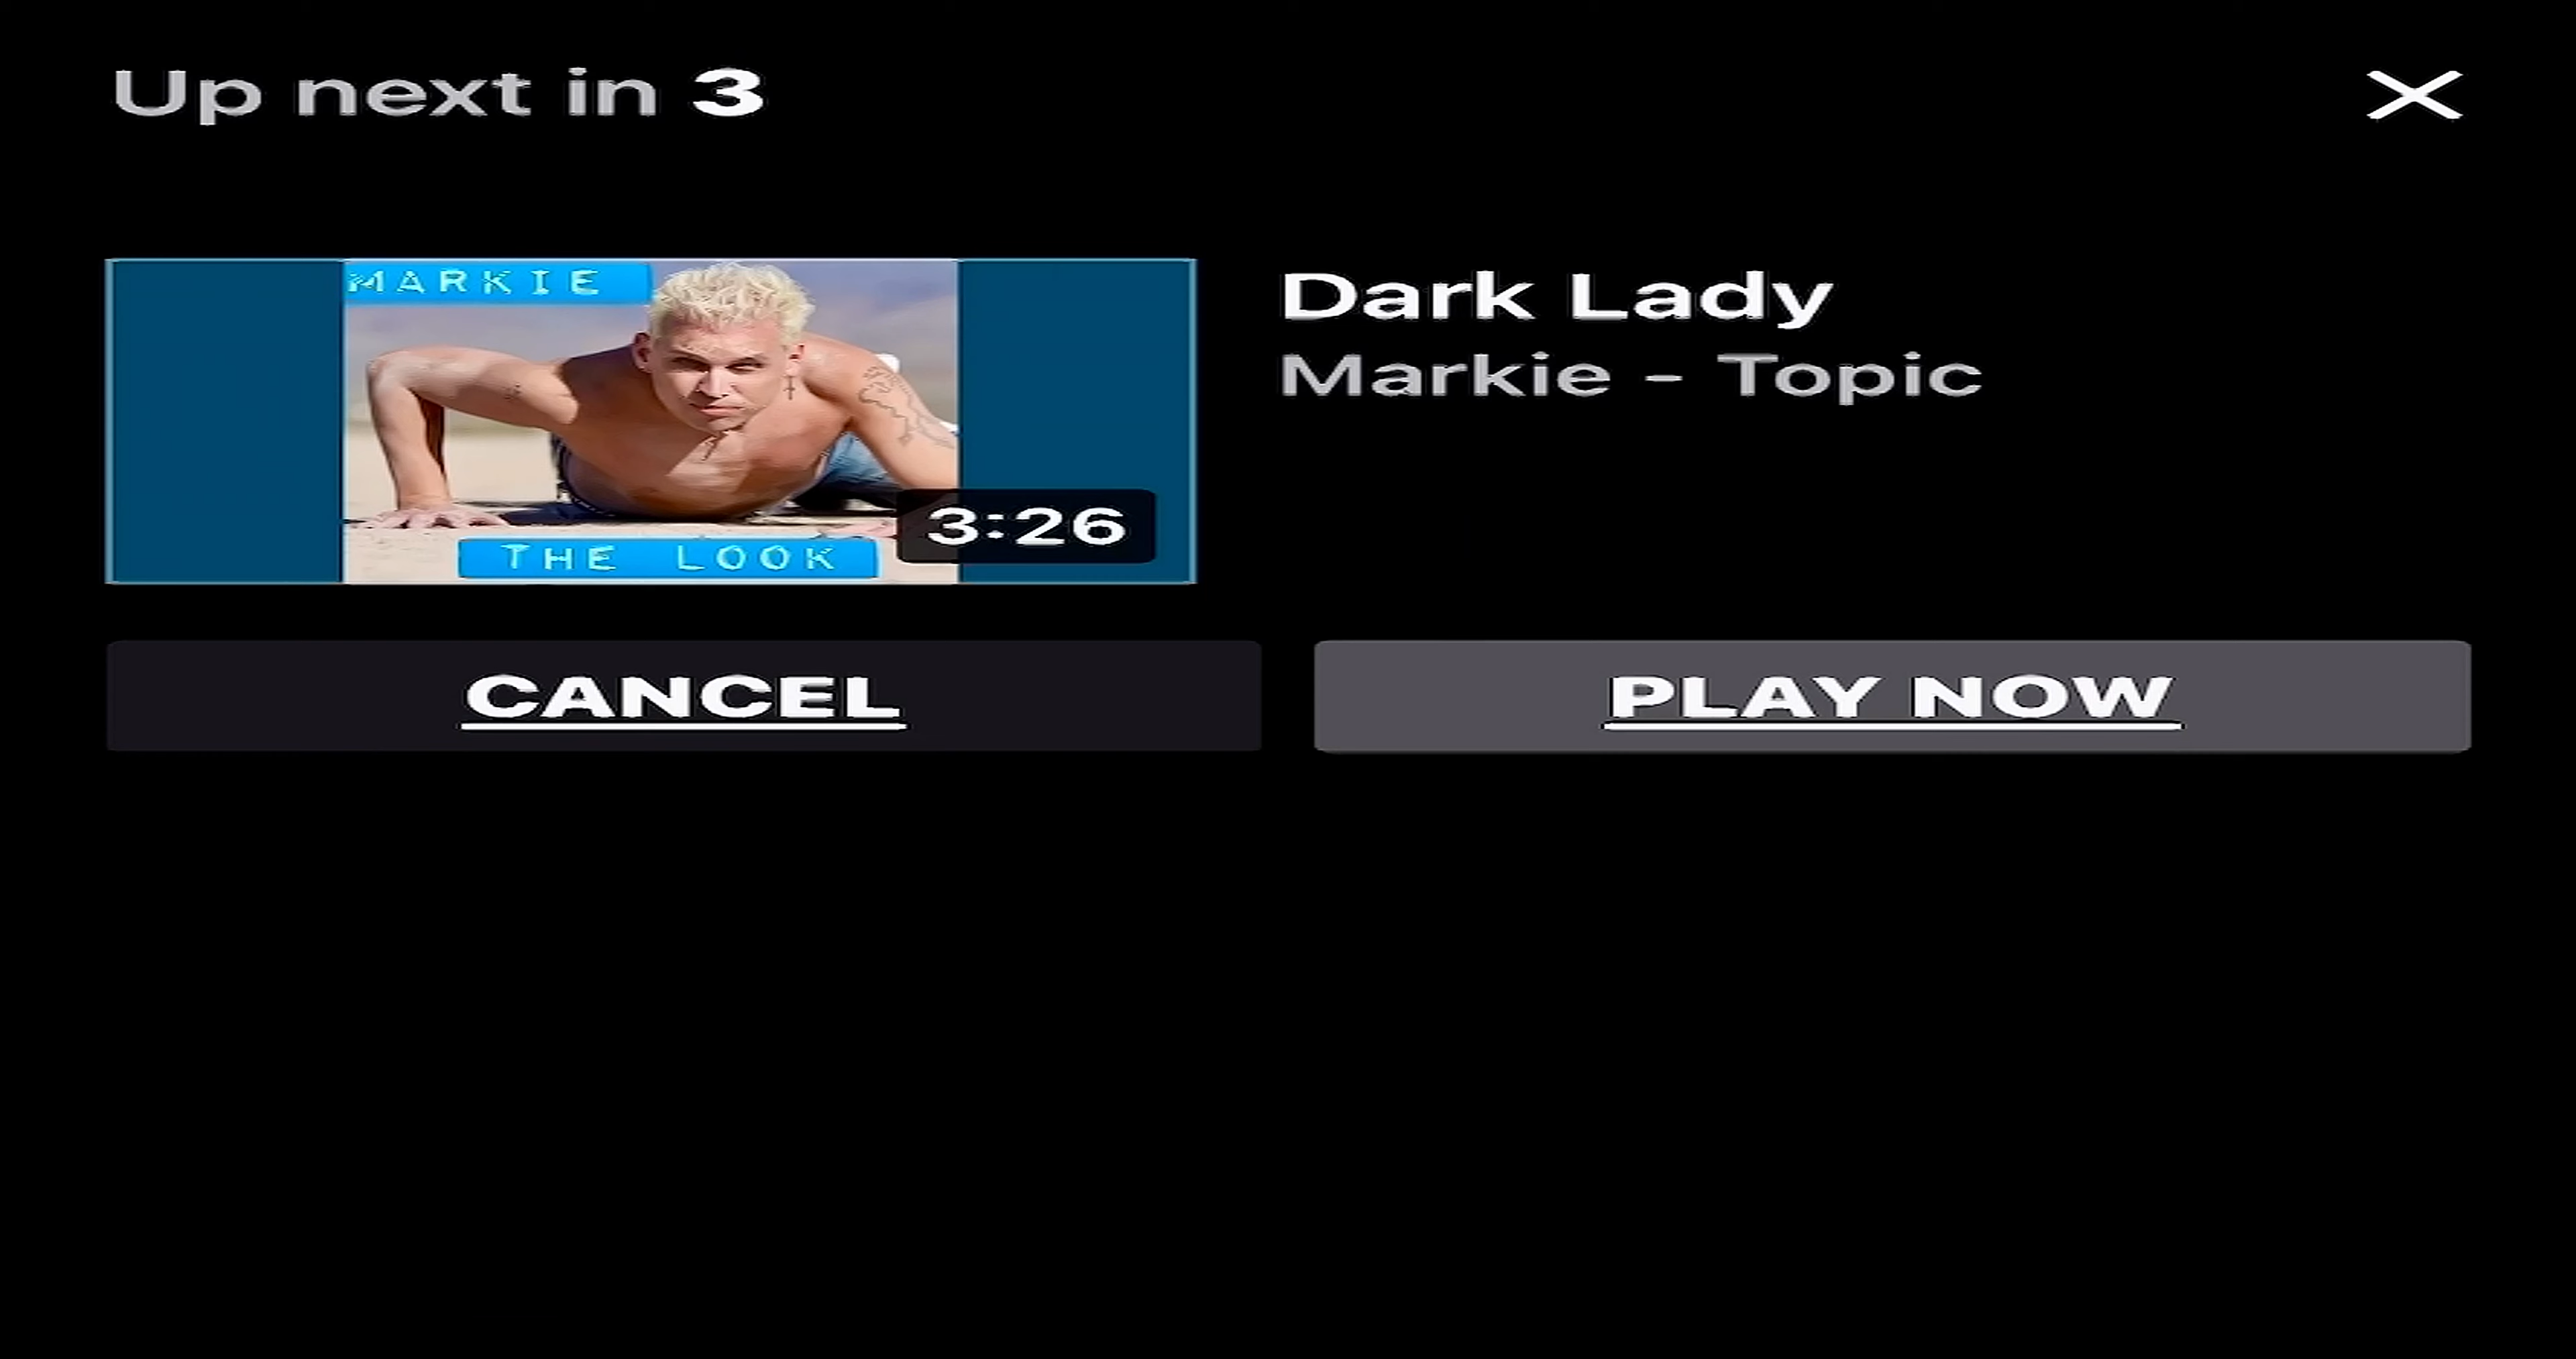 Up next in 3
MARKIE
THE LOOK
3:26
Dark Lady
Markie - Topic
CANCEL
PLAY NOW